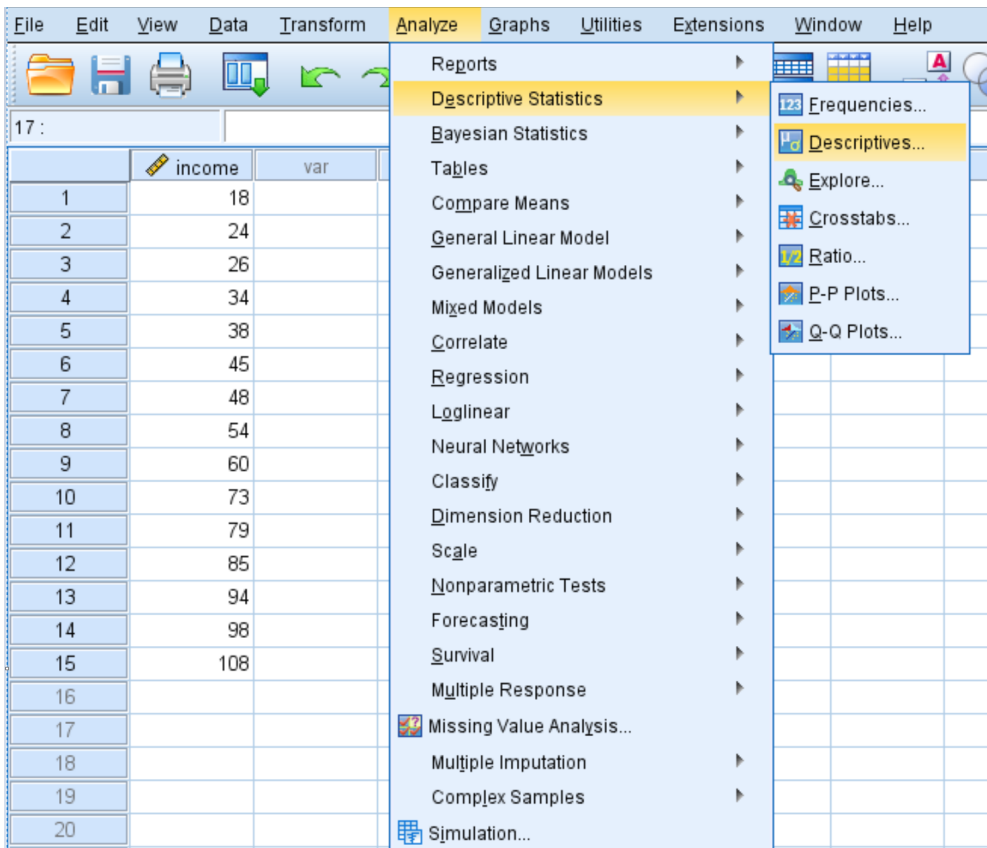 File Edit View Data Transform Analyze Graphs Utilities Extensions Window Help
A
17 :
income var
1 18
2 24
3 26
4 34
5 38
6 45
7 48
8 54
9 60
10 73
11 79
12 85
13 94
14 98
15 108
16
17
18
19
20
Reports
Descriptive Statistics
Bayesian Statistics
Tables
Compare Means
General Linear Model
Generalized Linear Models
Mixed Models
Correlate
Regression
Loglinear
Neural Networks
Classify
Dimension Reduction
Scale
Nonparametric Tests
Forecasting
Survival
Multiple Response
Missing Value Analysis...
Multiple Imputation
Complex Samples
Simulation...
123 Frequencies...
μσ Descriptives...
Explore...
Crosstabs...
1/2 Ratio...
P-P Plots...
Q-Q Plots...